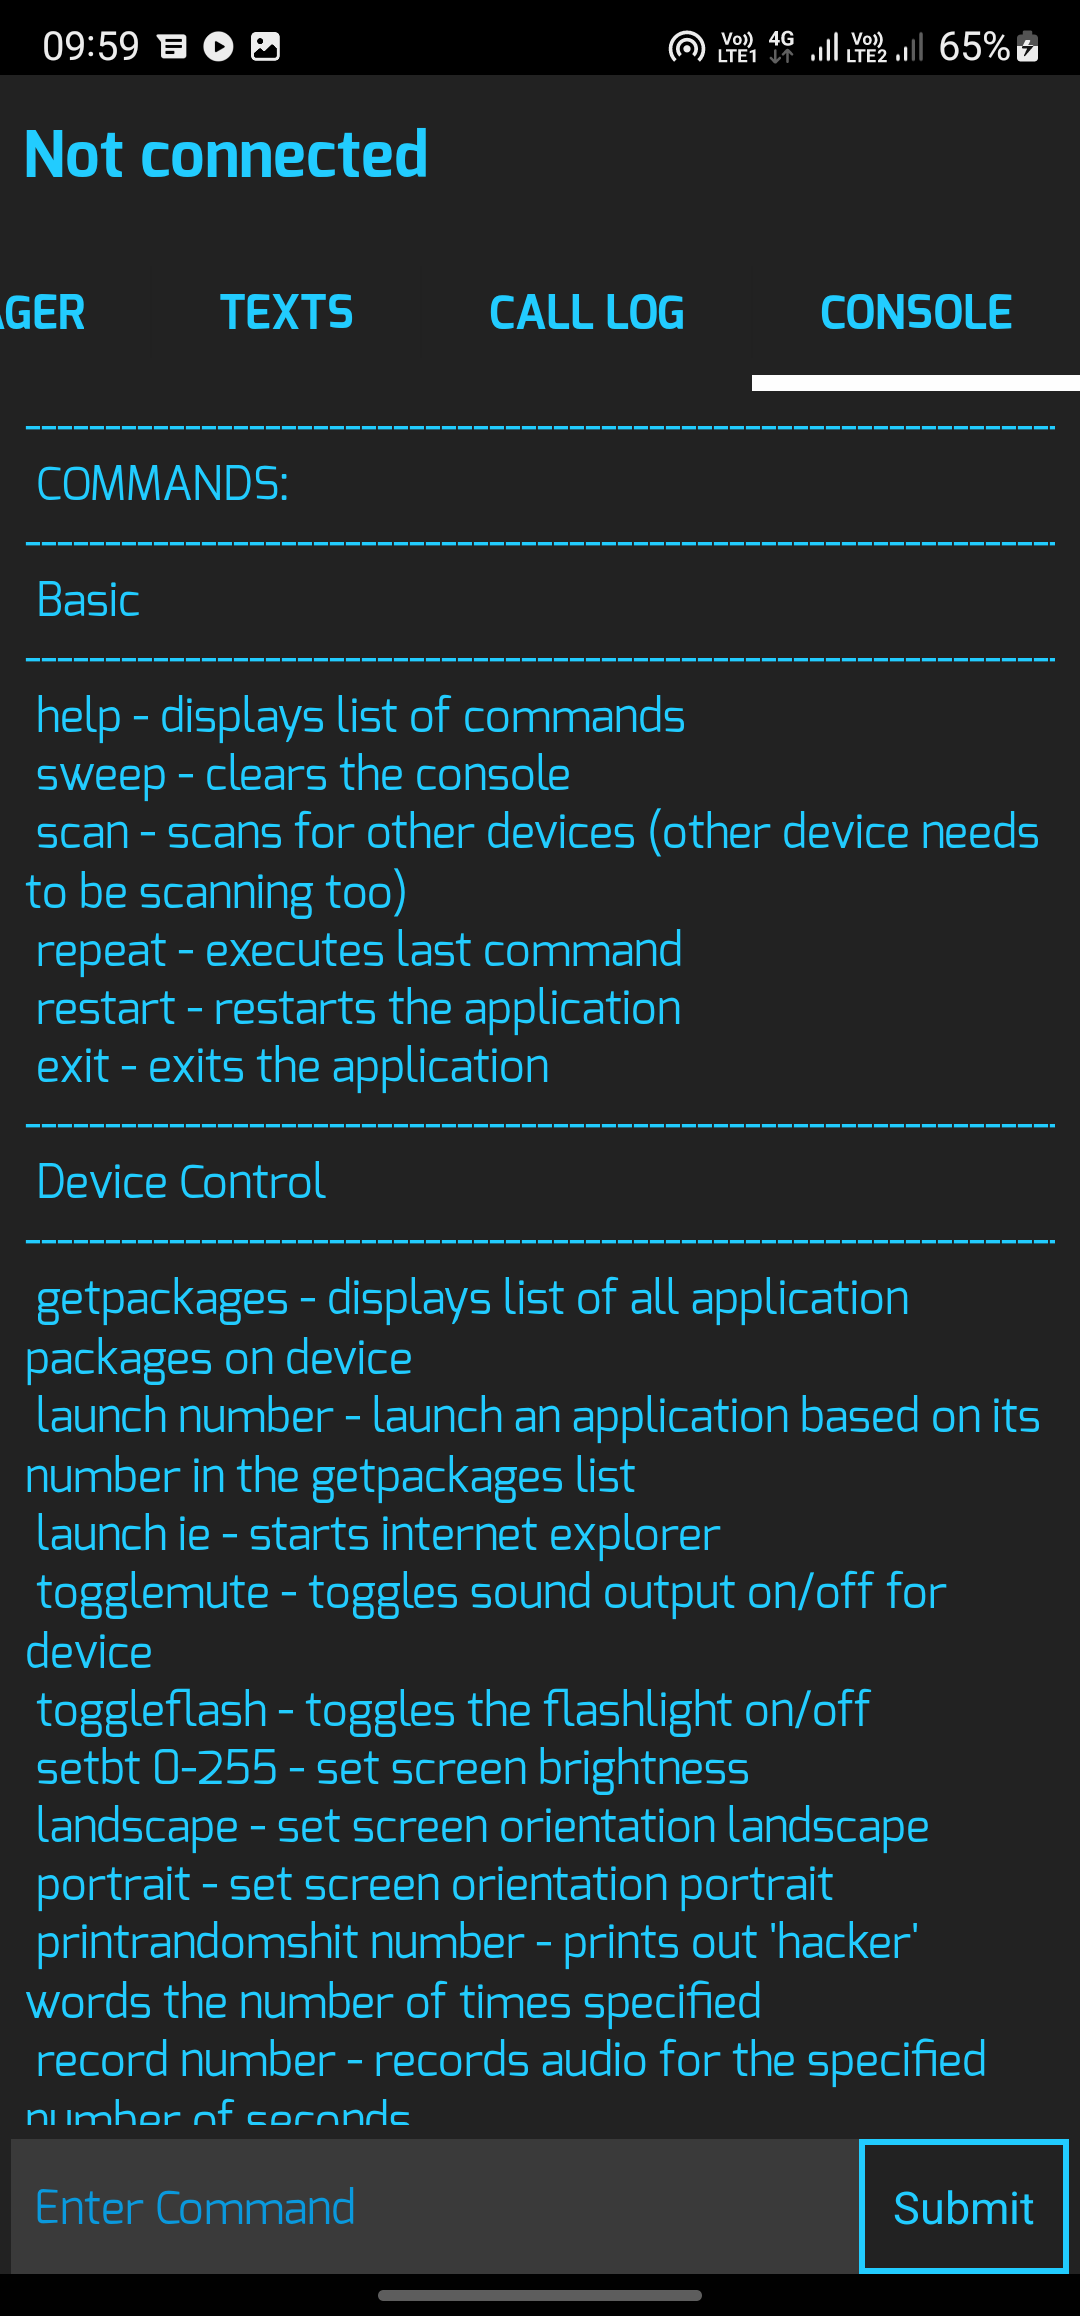 09:59 Vo)) LTE1 4G Vo)) LTE2 65%
Not connected
AGER TEXTS CALL LOG CONSOLE
COMMANDS:
Basic
help - displays list of commands
sweep - clears the console
scan - scans for other devices (other device needs
to be scanning too)
repeat - executes last command
restart - restarts the application
exit - exits the application
Device Control
getpackages - displays list of all application
packages on device
launch number - launch an application based on its
number in the getpackages list
launch ie - starts internet explorer
togglemute - toggles sound output on/off for
device
toggleflash - toggles the flashlight on/off
setbt 0-255 - set screen brightness
landscape - set screen orientation landscape
portrait - set screen orientation portrait
printrandomshit number - prints out 'hacker'
words the number of times specified
record number - records audio for the specified
number of seconds
Enter Command Submit